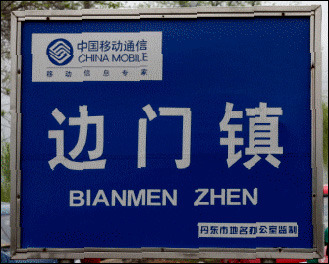 中国移动通信
CHINA MOBILE
移动信息专家
边门镇
BIANMEN ZHEN
丹东市地名办公室监制